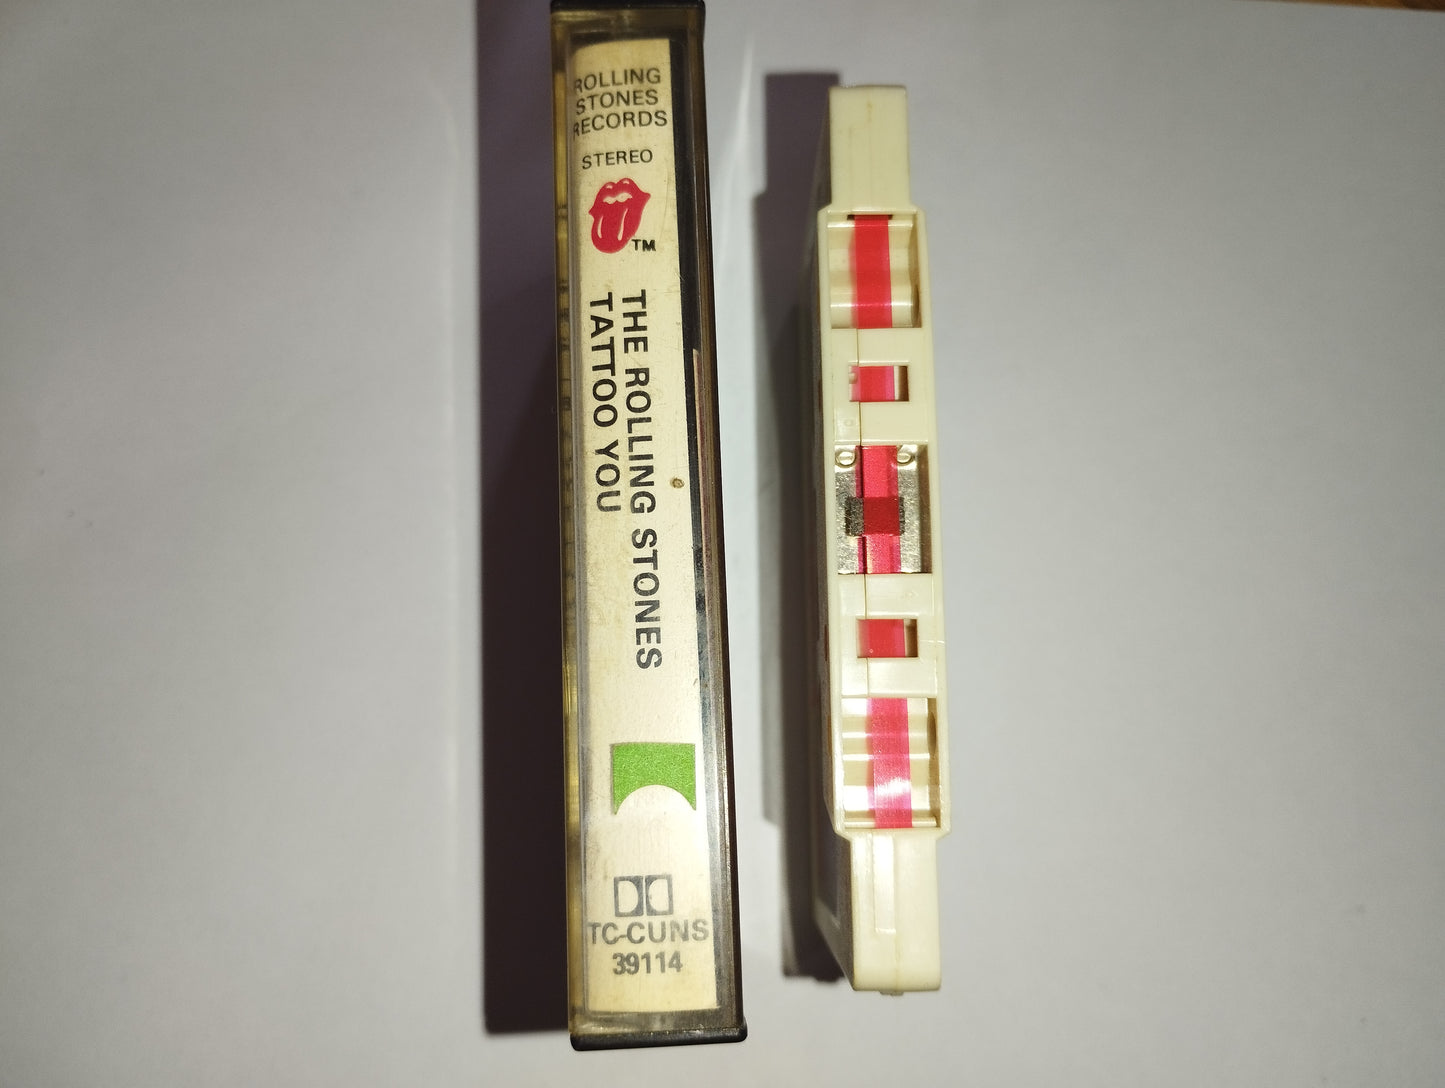 ROLLING
STONES
RECORDS
STEREO
TM
THE ROLLING STONES
TATTOO YOU
TC-CUNS
39114